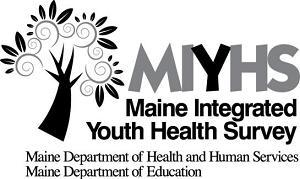 MIYHS
Maine Integrated
Youth Health Survey
Maine Department of Health and Human Services
Maine Department of Education